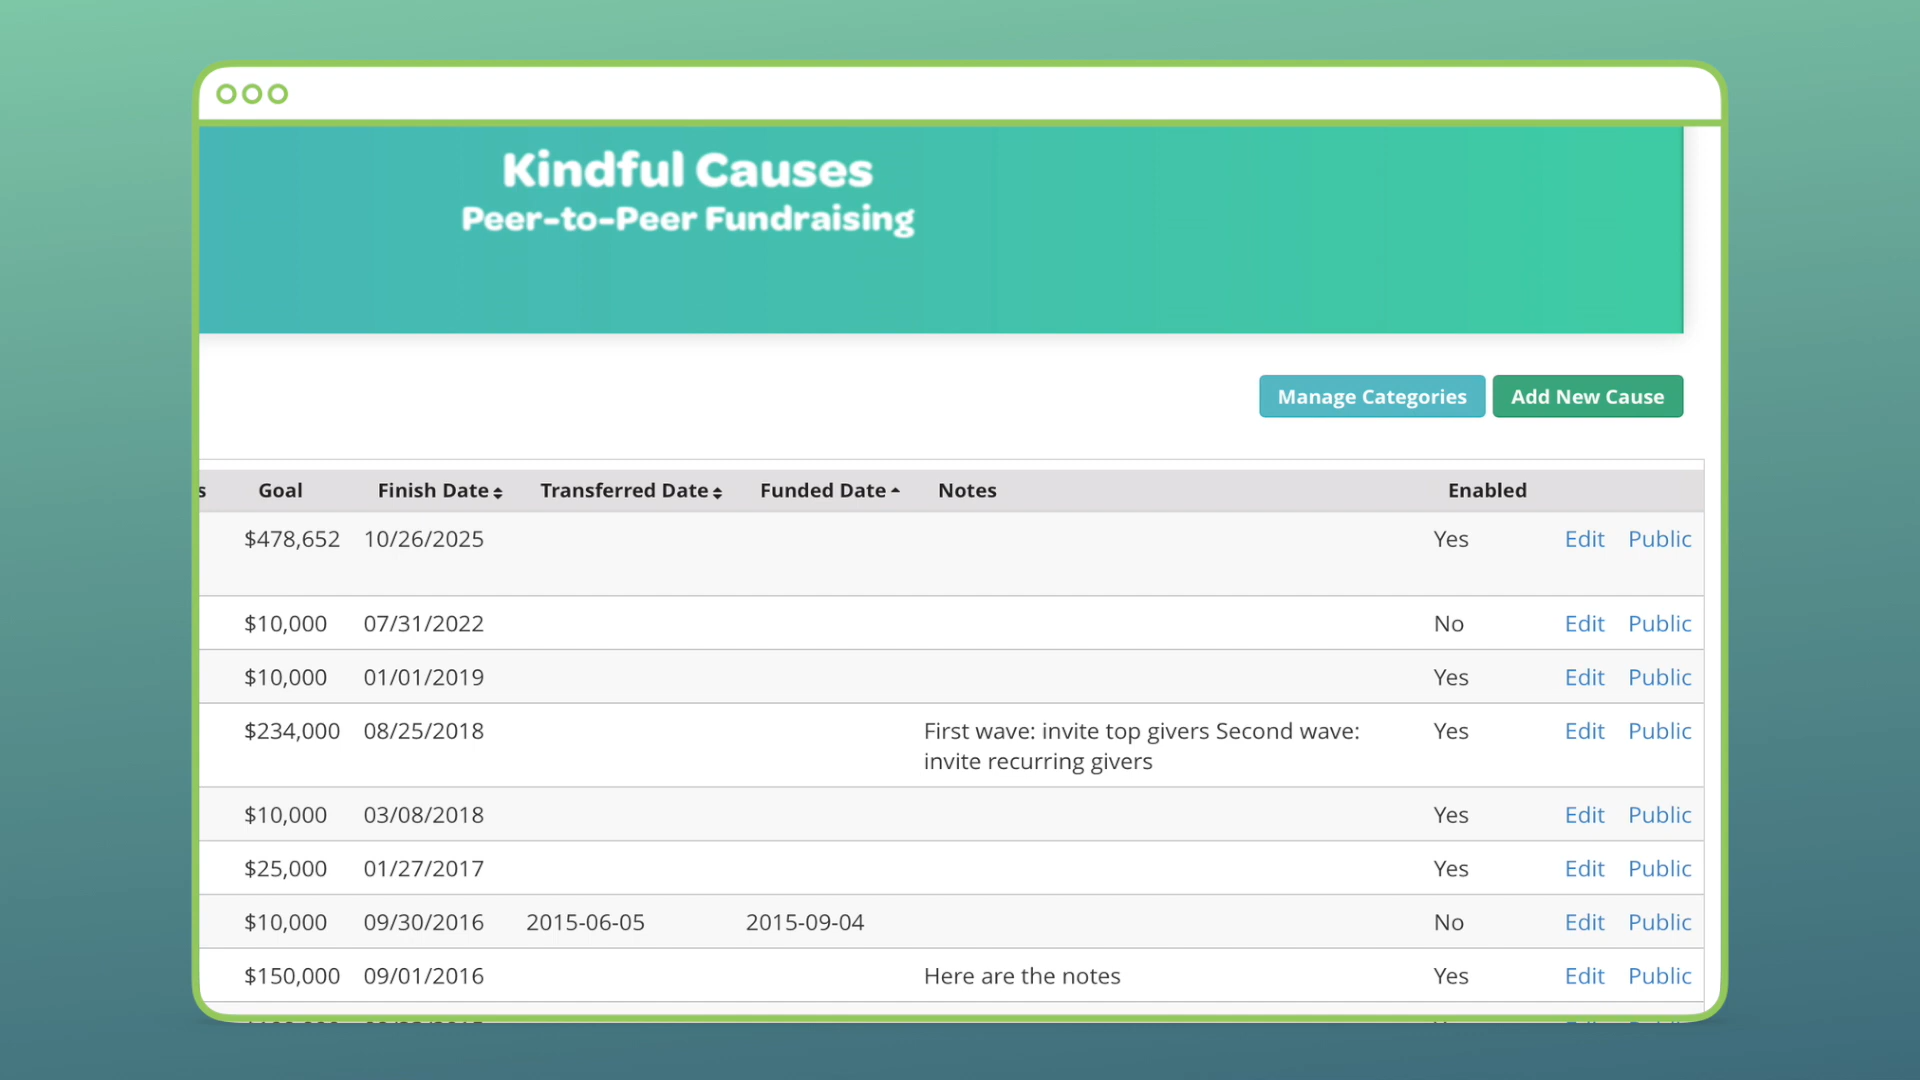 Kindful Causes
Peer-to-Peer Fundraising
Manage Categories Add New Cause
s Goal Finish Date Transferred Date Funded Date Notes Enabled
$478,652 10/26/2025 Yes Edit Public
$10,000 07/31/2022 No Edit Public
$10,000 01/01/2019 Yes Edit Public
$234,000 08/25/2018 First wave: invite top givers Second wave: Yes Edit Public
invite recurring givers
$10,000 03/08/2018 Yes Edit Public
$25,000 01/27/2017 Yes Edit Public
$10,000 09/30/2016 2015-06-05 2015-09-04 No Edit Public
$150,000 09/01/2016 Here are the notes Yes Edit Public